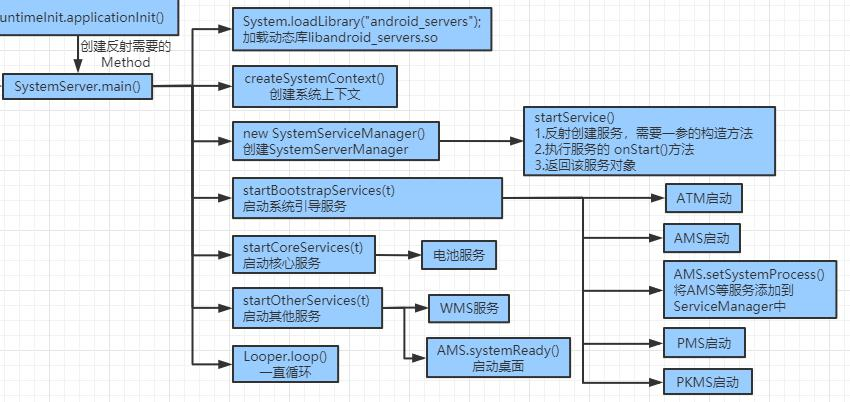 untimeInit.applicationInit()
创建反射需要的
Method
SystemServer.main()
System.loadLibrary("android_servers");
加载动态库libandroid_servers.so
createSystemContext()
创建系统上下文
new SystemServiceManager()
创建SystemServerManager
startService()
1.反射创建服务，需要一参的构造方法
2.执行服务的 onStart()方法
3.返回该服务对象
startBootstrapServices(t)
启动系统引导服务
ATM启动
AMS启动
AMS.setSystemProcess()
将AMS等服务添加到
ServiceManager中
PMS启动
PKMS启动
startCoreServices(t)
启动核心服务
电池服务
startOtherServices(t)
启动其他服务
WMS服务
AMS.systemReady()
启动桌面
Looper.loop()
一直循环